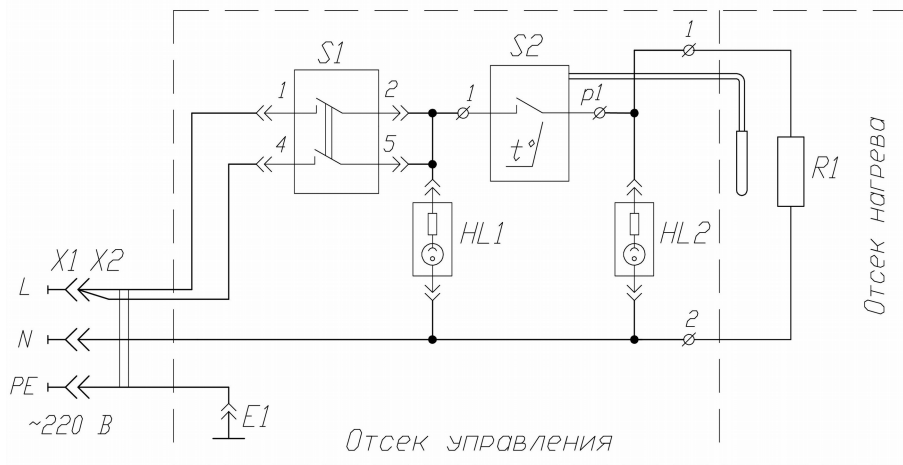 1
S1
S2
1
2
1
p1
4
5
t°
R1
HL1
HL2
X1 X2
L
N
2
PE
E1
~220 В
Отсек управления
Отсек нагрева